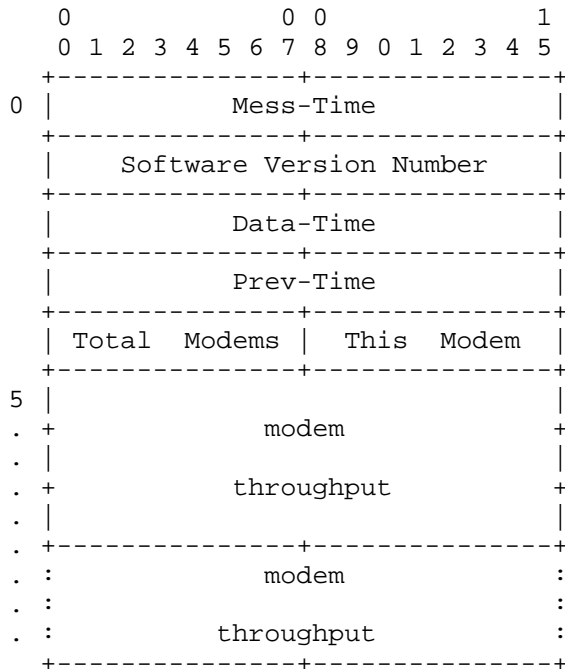 0           0 0             1
    0 1 2 3 4 5 6 7 8 9 0 1 2 3 4 5
   +---------------+---------------+
0  |           Mess-Time           |
   +---------------+---------------+
   |    Software Version Number    |
   +---------------+---------------+
   |           Data-Time           |
   +---------------+---------------+
   |           Prev-Time           |
   +---------------+---------------+
   | Total  Modems |  This  Modem  |
   +---------------+---------------+
5  |                               |
.  +             modem             +
.  |                               |
.  +           throughput          +
.  |                               |
.  +---------------+---------------+
.  :             modem             :
.  :                               :
.  :          throughput           :
   +---------------+---------------+